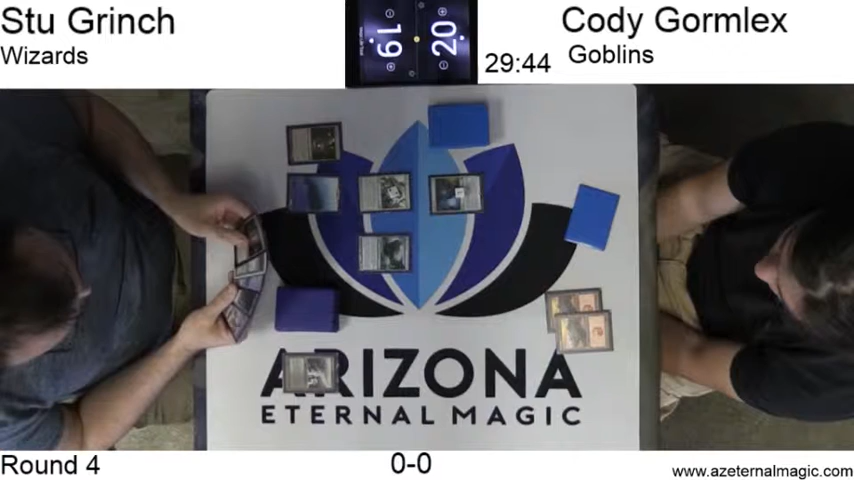 Stu Grinch
Wizards
19
20
29:44
Cody Gormlex
Goblins
ARIZONA
ETERNAL MAGIC
Round 4
0-0
www.azeternalmagic.com